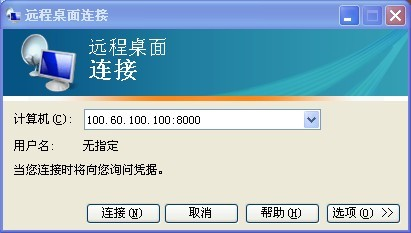 远程桌面连接
远程桌面
连接
计算机(C): 100.60.100.100:8000
用户名: 无指定
当您连接时将向您询问凭据。
连接(N) 取消 帮助(H) 选项(O) >>